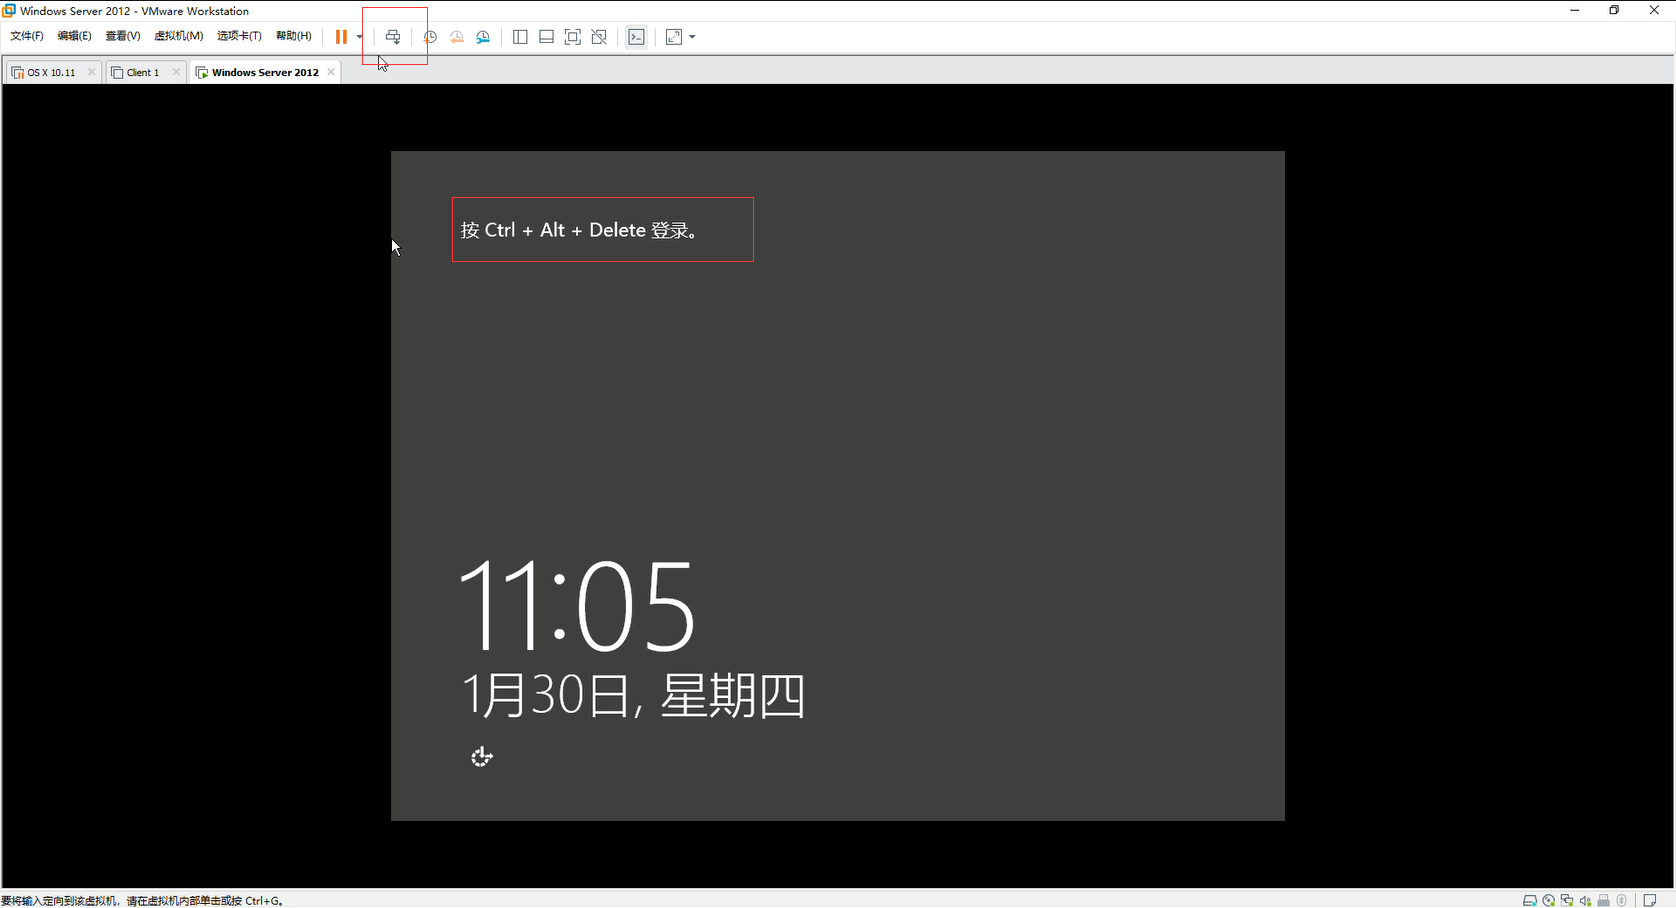 Windows Server 2012 - VMware Workstation
文件(F) 编辑(E) 查看(V) 虚拟机(M) 选项卡(T) 帮助(H)
OS X 10.11 Client 1 Windows Server 2012
按 Ctrl + Alt + Delete 登录。
11:05
1月30日, 星期四
要将输入定向到该虚拟机，请在虚拟机内部单击或按 Ctrl+G。